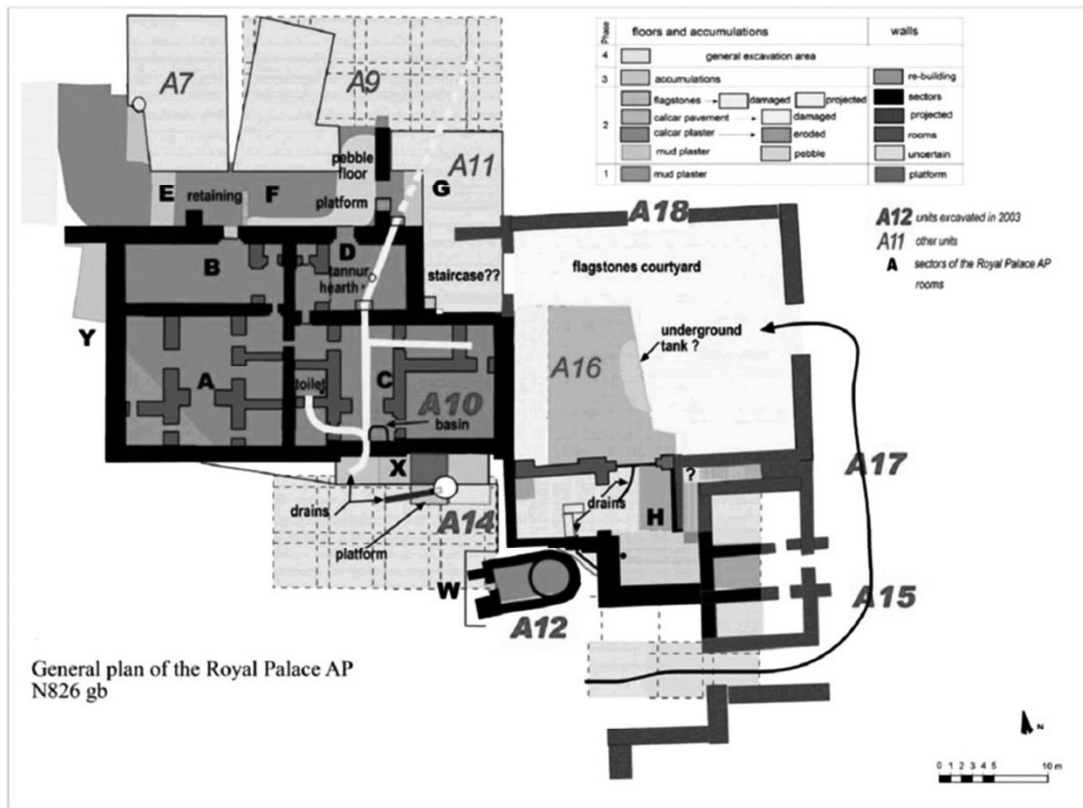 A7
A9
A11
pebble
floor
E
retaining
F
platform
G
B
D
tannur
hearth
staircase??
Y
A
toilet
C
A10
basin
X
drains
platform
A14
W
A12
A18
flagstones courtyard
underground
tank ?
A16
drains
H
?
A17
A15
Phase
floors and accumulations
walls
4
general excavation area
3
accumulations
re-building
flagstones
damaged
projected
sectors
2
calcar pavement
damaged
projected
calcar plaster
eroded
rooms
mud plaster
pebble
uncertain
1
mud plaster
platform
A12 units excavated in 2003
A11 other units
A sectors of the Royal Palace AP
rooms
General plan of the Royal Palace AP
N826 gb
N
0 1 2 3 4 5 10 m